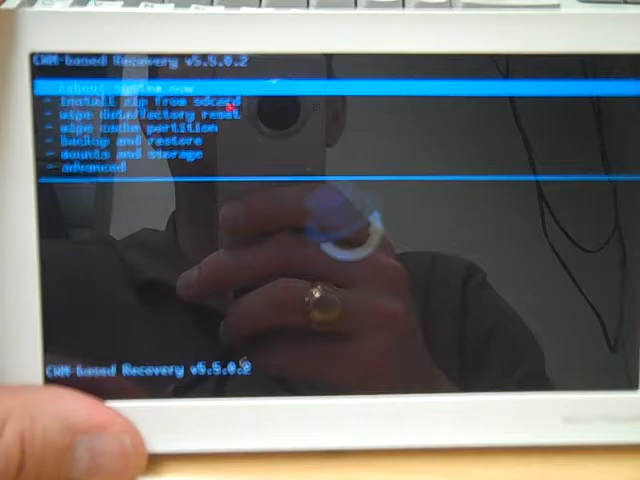 CWM-based Recovery v5.5.0.2
- reboot system now
- install zip from sdcard
- wipe data/factory reset
- wipe cache partition
- backup and restore
- mounts and storage
- advanced
CWM-based Recovery v5.5.0.2